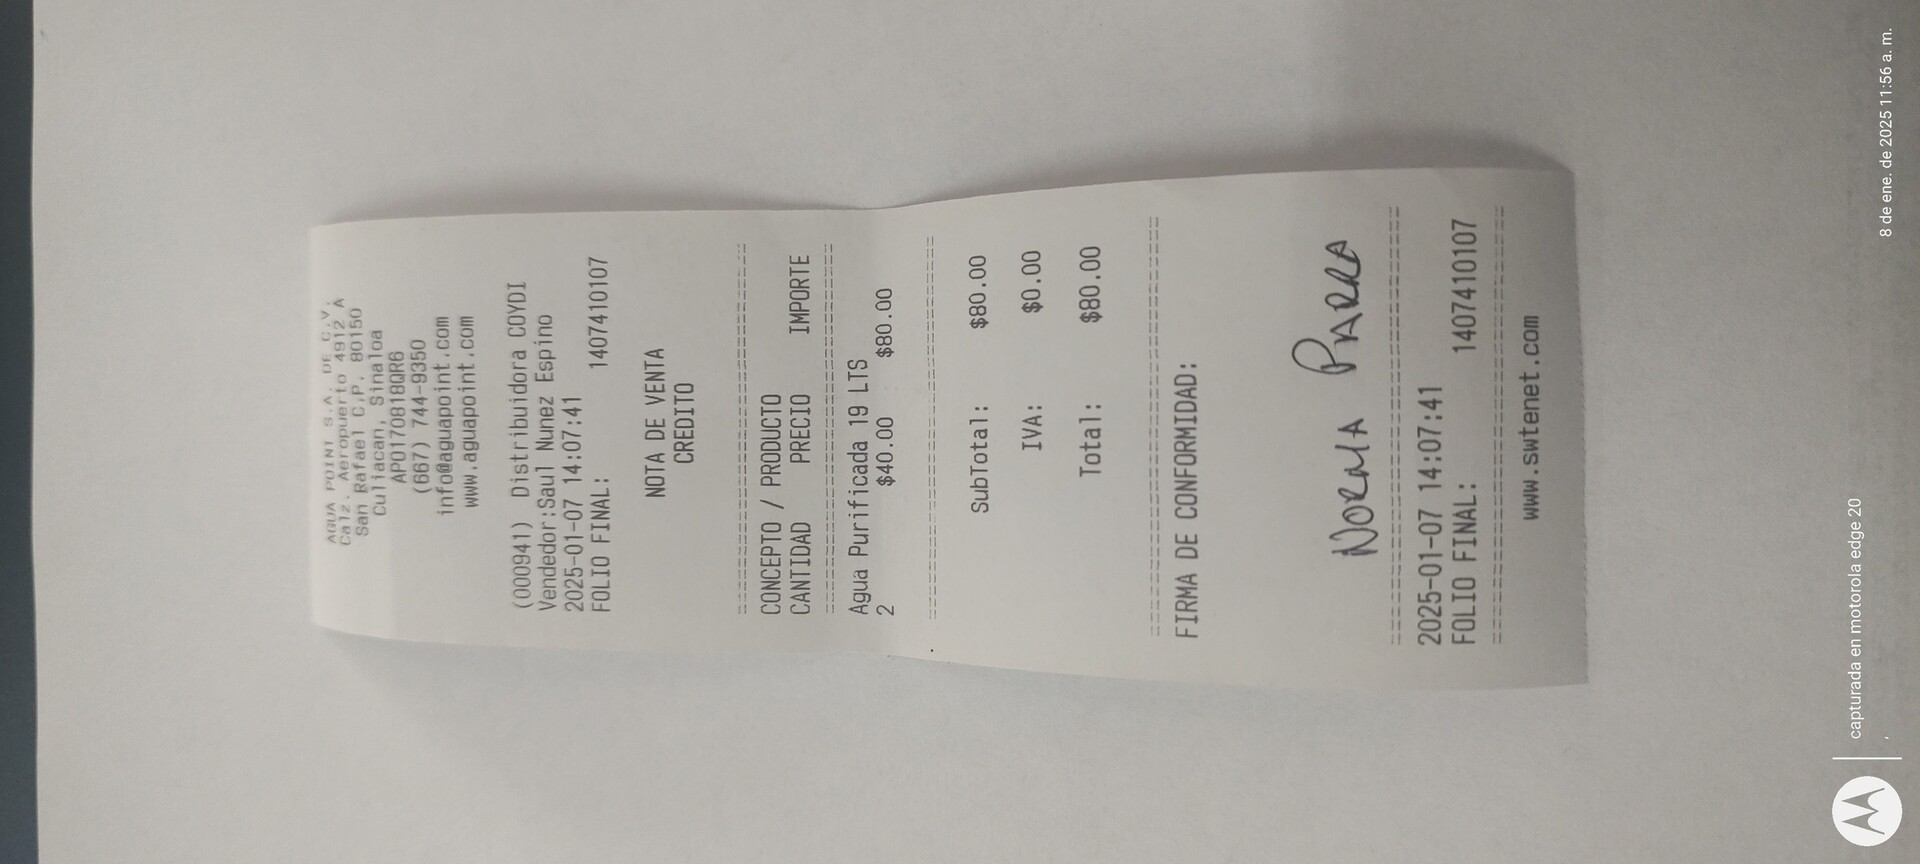 AGUA POINT S.A. DE C.V.
Calz. Aeropuerto 4912 A
San Rafael C.P. 80150
Culiacan, Sinaloa
APO170818QR6
(667) 744-9350
info@aguapoint.com
www.aguapoint.com
(000941) Distribuidora COYDI
Vendedor:Saul Nunez Espino
2025-01-07 14:07:41
FOLIO FINAL: 1407410107
NOTA DE VENTA
CREDITO
================================
CONCEPTO / PRODUCTO
CANTIDAD PRECIO IMPORTE
================================
Agua Purificada 19 LTS
2 $40.00 $80.00
================================
SubTotal: $80.00
IVA: $0.00
Total: $80.00
================================
FIRMA DE CONFORMIDAD:
NORMA PARRA
================================
2025-01-07 14:07:41
FOLIO FINAL: 1407410107
================================
www.swtenet.com
capturada en motorola edge 20
8 de ene. de 2025 11:56 a. m.